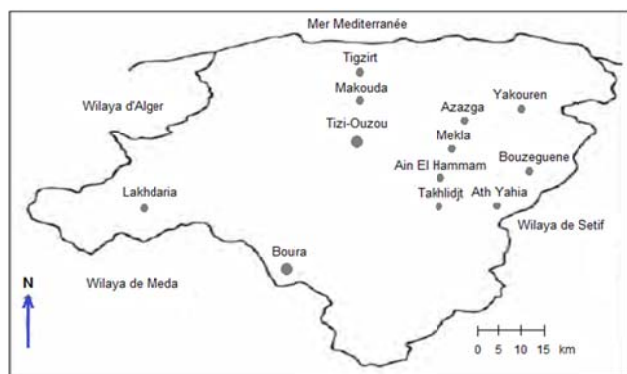 Mer Mediterranée
Tigzirt
Makouda
Wilaya d'Alger
Yakouren
Azazga
Tizi-Ouzou
Mekla
Ain El Hammam
Bouzeguene
Lakhdaria
Takhlidjt
Ath Yahia
Wilaya de Setif
Boura
N
Wilaya de Meda
0 5 10 15 km